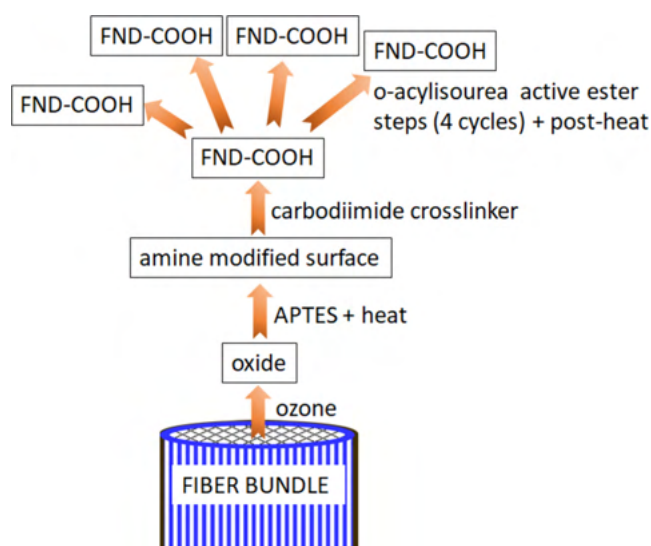 FND-COOH
FND-COOH
FND-COOH
FND-COOH
o-acylisourea active ester
steps (4 cycles) + post-heat
FND-COOH
carbodiimide crosslinker
amine modified surface
APTES + heat
oxide
ozone
FIBER BUNDLE